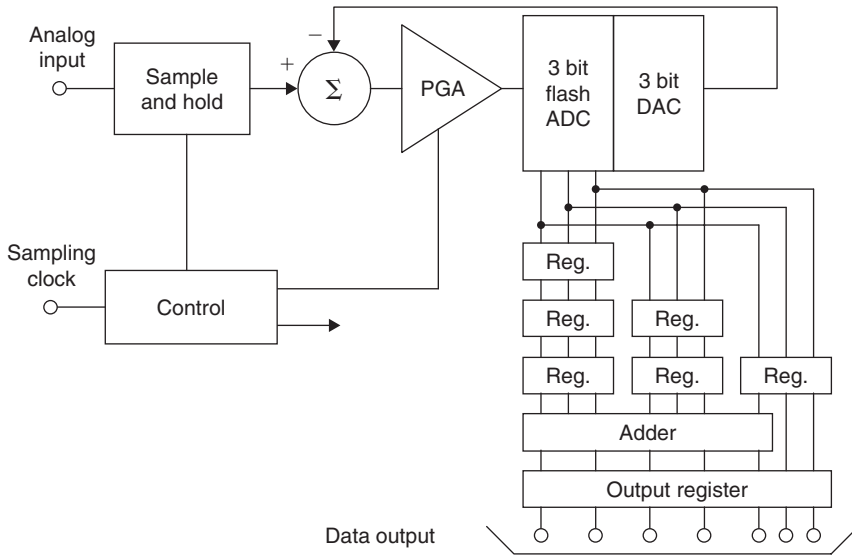 Analog
input
Sample
and hold
+
−
Σ
PGA
3 bit
flash
ADC
3 bit
DAC
Sampling
clock
Control
Reg.
Reg.
Reg.
Reg.
Reg.
Reg.
Adder
Output register
Data output